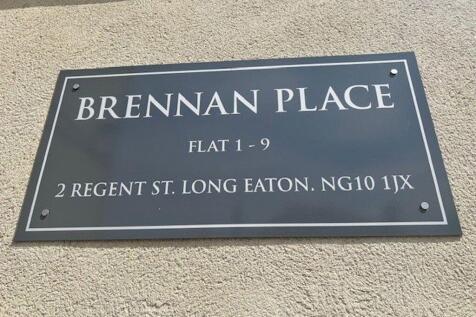 BRENNAN PLACE
FLAT 1 - 9
2 REGENT ST. LONG EATON. NG10 1JX